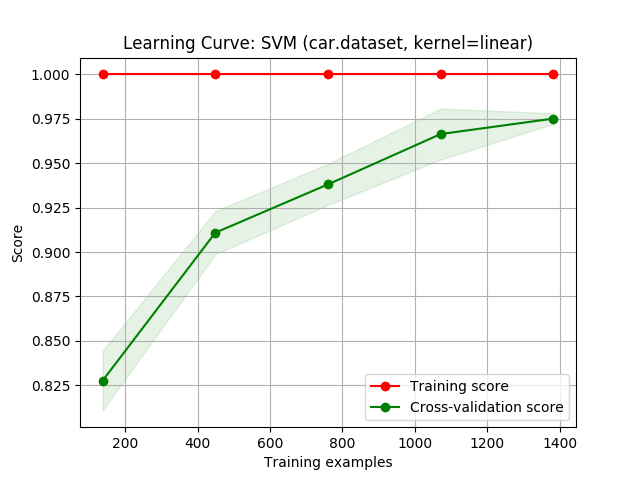 Learning Curve: SVM (car.dataset, kernel=linear)
1.000
0.975
0.950
0.925
0.900
0.875
0.850
0.825
Score
200 400 600 800 1000 1200 1400
Training examples
Training score
Cross-validation score